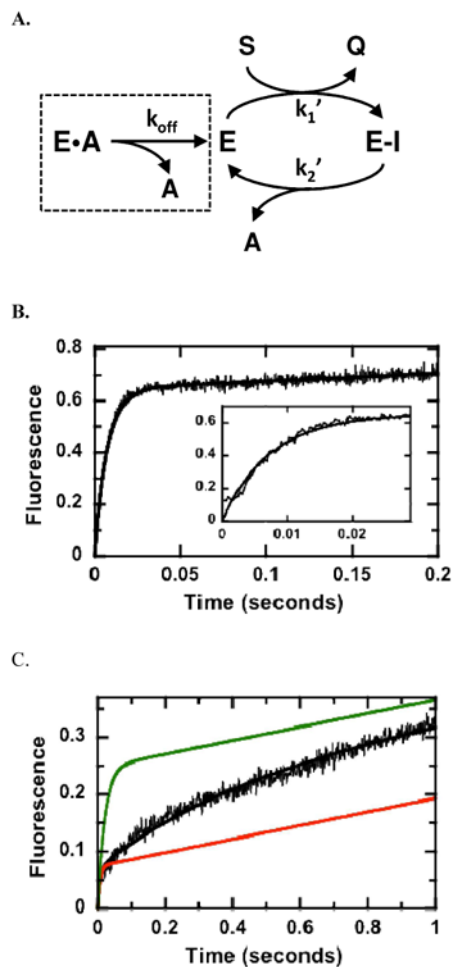 A.
S Q
k1’
E•A koff E E-I
A k2’
A
B.
0.8
0.6
0.4
0.2
0
Fluorescence
0.6
0.4
0.2
0
0 0.01 0.02
0 0.05 0.1 0.15 0.2
Time (seconds)
C.
0.3
0.2
0.1
0
Fluorescence
0 0.2 0.4 0.6 0.8 1
Time (seconds)